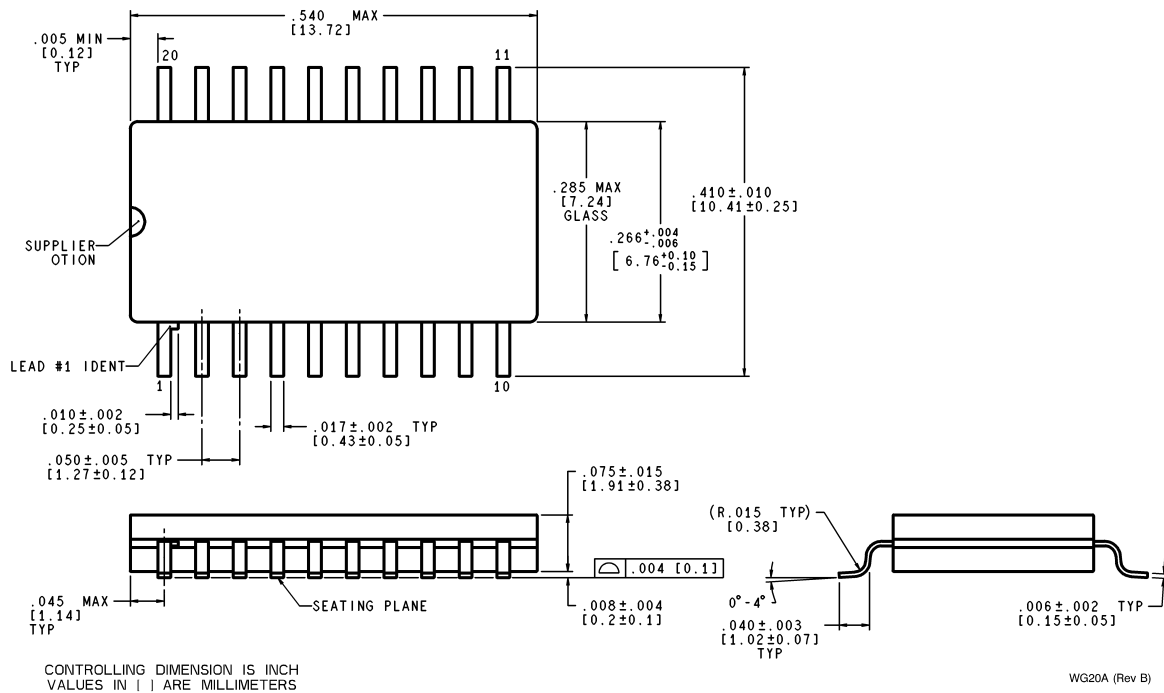 .540 MAX
[13.72]
.005 MIN
[0.12]
TYP
20
11
.285 MAX
[7.24]
GLASS
.410±.010
[10.41±0.25]
.266+.004
-.006
[6.76+0.10
-0.15]
SUPPLIER
OTION
LEAD #1 IDENT
1
10
.010±.002
[0.25±0.05]
.017±.002 TYP
[0.43±0.05]
.050±.005 TYP
[1.27±0.12]
.075±.015
[1.91±0.38]
(R.015 TYP)
[0.38]
.004 [0.1]
.045 MAX
[1.14]
TYP
SEATING PLANE
.008±.004
[0.2±0.1]
0°-4°
.040±.003
[1.02±0.07]
TYP
.006±.002 TYP
[0.15±0.05]
CONTROLLING DIMENSION IS INCH
VALUES IN [ ] ARE MILLIMETERS
WG20A (Rev B)